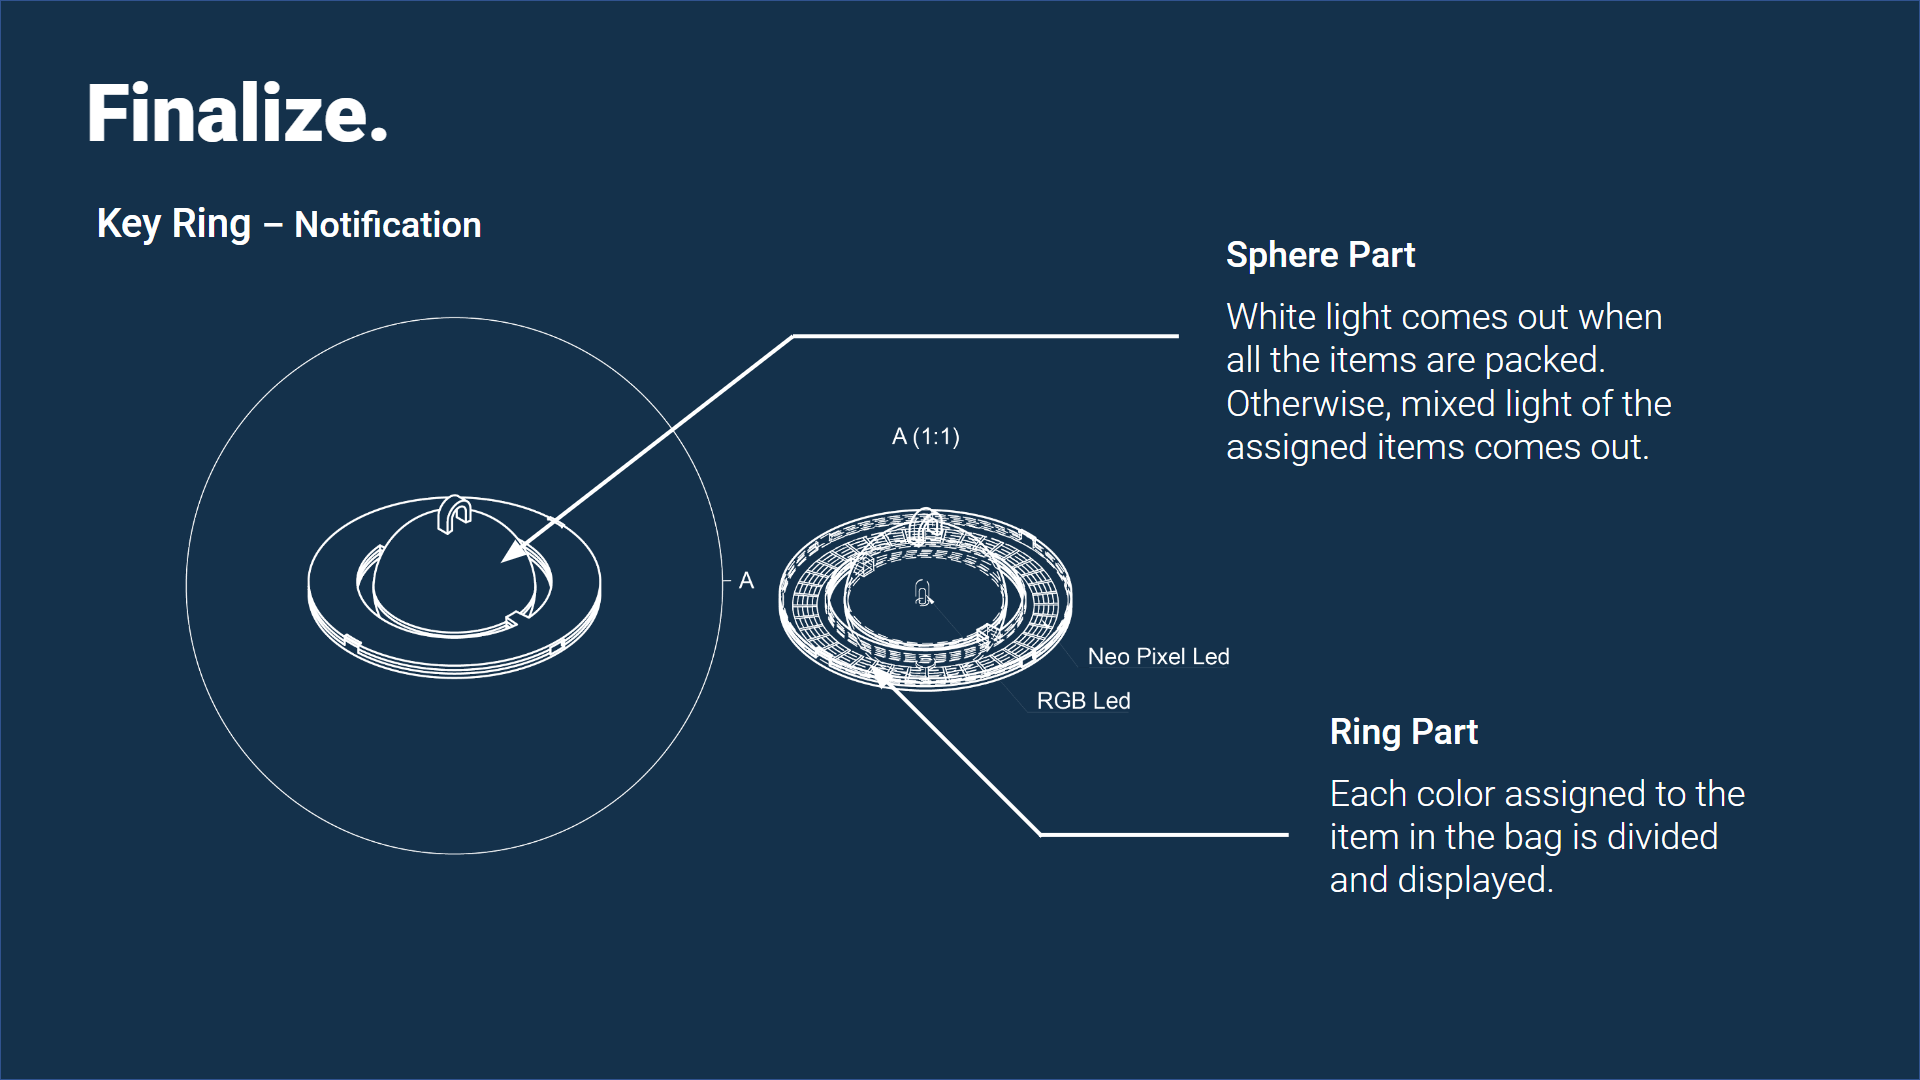 Finalize.
Key Ring – Notification
Sphere Part
White light comes out when
all the items are packed.
Otherwise, mixed light of the
assigned items comes out.
A (1:1)
A
Neo Pixel Led
RGB Led
Ring Part
Each color assigned to the
item in the bag is divided
and displayed.